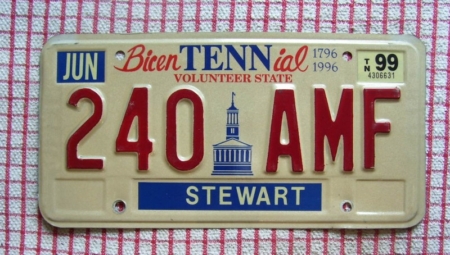 JUN
BicenTENNial
1796
1996
TN 99
4306631
VOLUNTEER STATE
240 AMF
STEWART